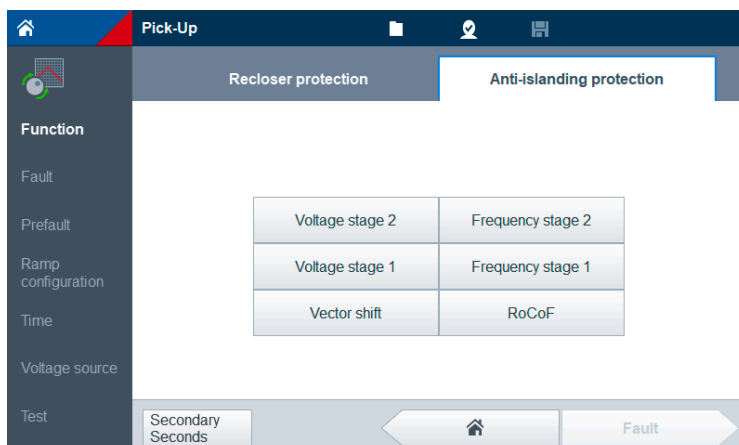 Pick-Up
Recloser protection
Anti-islanding protection
Function
Fault
Prefault
Ramp
configuration
Time
Voltage source
Test
Voltage stage 2
Frequency stage 2
Voltage stage 1
Frequency stage 1
Vector shift
RoCoF
Secondary
Seconds
Fault